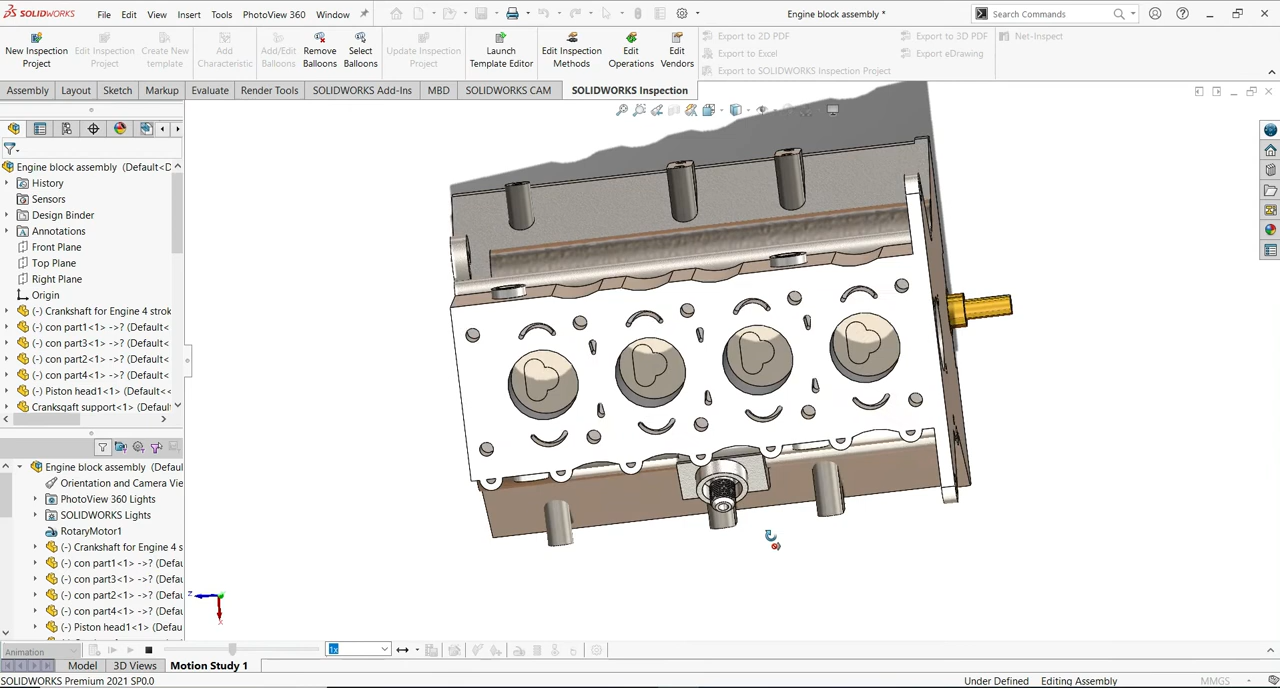 SOLIDWORKS File Edit View Insert Tools PhotoView 360 Window Engine block assembly * Search Commands
New Inspection Project
Edit Inspection Project
Create New template
Add Characteristic
Add/Edit Balloons
Remove Balloons
Select Balloons
Update Inspection Project
Launch Template Editor
Edit Inspection Methods
Edit Operations
Edit Vendors
Export to 2D PDF
Export to Excel
Export to SOLIDWORKS Inspection Project
Export to 3D PDF
Export eDrawing
Net-Inspect
Assembly Layout Sketch Markup Evaluate Render Tools SOLIDWORKS Add-Ins MBD SOLIDWORKS CAM SOLIDWORKS Inspection
Engine block assembly (Default<D
History
Sensors
Design Binder
Annotations
Front Plane
Top Plane
Right Plane
Origin
(-) Crankshaft for Engine 4 strok
(-) con part1<1> ->? (Default<
(-) con part3<1> ->? (Default<
(-) con part2<1> ->? (Default<
(-) con part4<1> ->? (Default<
(-) Piston head1<1> (Default<<
Cranksgaft support<1> (Default
Engine block assembly (Defaul
Orientation and Camera Vie
PhotoView 360 Lights
SOLIDWORKS Lights
RotaryMotor1
(-) Crankshaft for Engine 4 s
(-) con part1<1> ->? (Defau
(-) con part3<1> ->? (Defau
(-) con part2<1> ->? (Defau
(-) con part4<1> ->? (Defau
(-) Piston head1<1> (Defau
z
x
Animation 1x
Model 3D Views Motion Study 1
SOLIDWORKS Premium 2021 SP0.0 Under Defined Editing Assembly MMGS